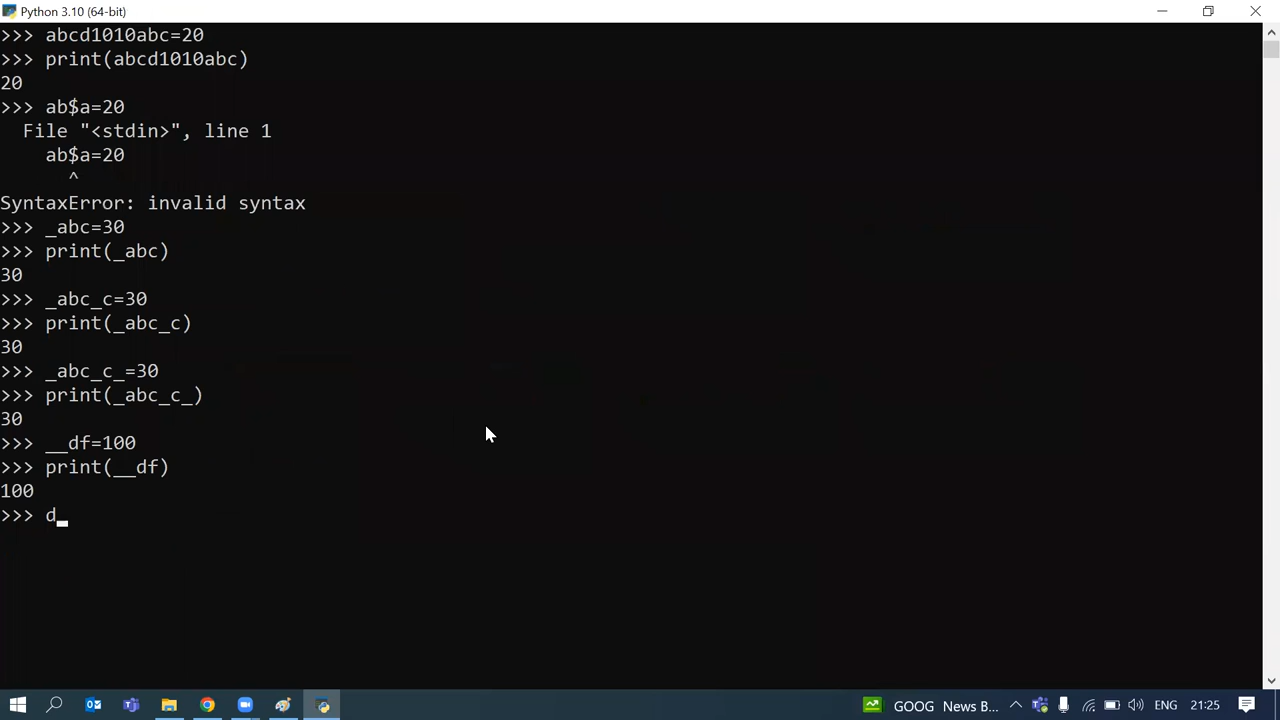 Python 3.10 (64-bit)
>>> abcd1010abc=20
>>> print(abcd1010abc)
20
>>> ab$a=20
  File "<stdin>", line 1
    ab$a=20
      ^
SyntaxError: invalid syntax
>>> _abc=30
>>> print(_abc)
30
>>> _abc_c=30
>>> print(_abc_c)
30
>>> _abc_c_=30
>>> print(_abc_c_)
30
>>> __df=100
>>> print(__df)
100
>>> d
GOOG News B... ENG 21:25